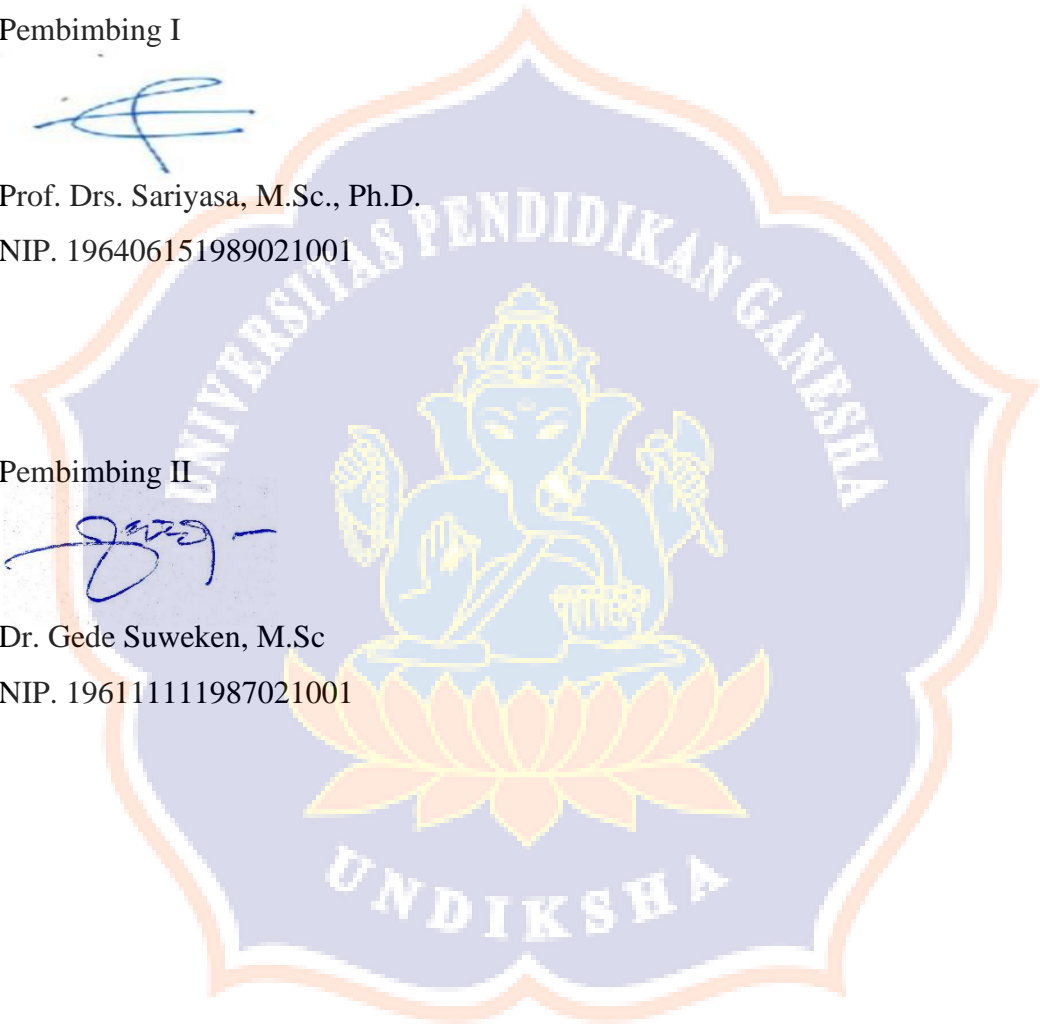 Pembimbing I
Prof. Drs. Sariyasa, M.Sc., Ph.D.
NIP. 196406151989021001
Pembimbing II
Dr. Gede Suweken, M.Sc
NIP. 196111111987021001
UNIVERSITAS PENDIDIKAN GANESHA
UNDIKSHA